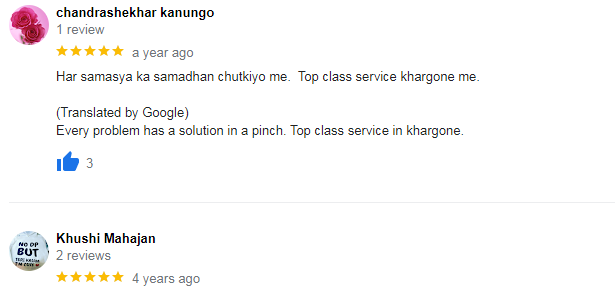 chandrashekhar kanungo
1 review
a year ago
Har samasya ka samadhan chutkiyo me.  Top class service khargone me.
(Translated by Google)
Every problem has a solution in a pinch. Top class service in khargone.
3
NO DP
BUT
Khushi Mahajan
2 reviews
4 years ago